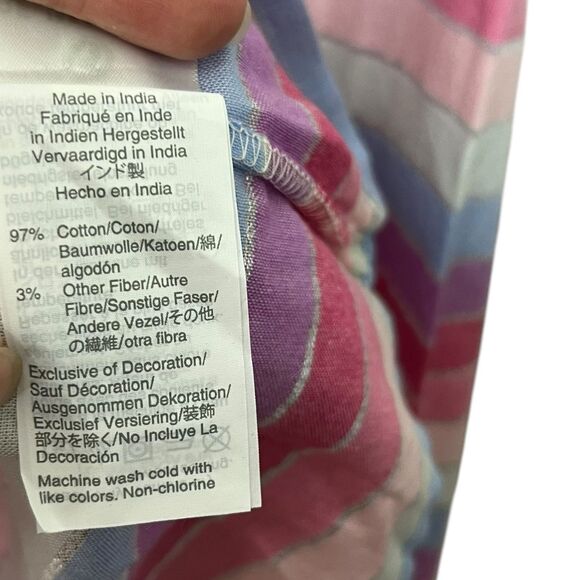 Made in India
Fabriqué en Inde
in Indien Hergestellt
Vervaardigd in India
インド製
Hecho en India
97% Cotton/Coton/
Baumwolle/Katoen/綿/
algodón
3% Other Fiber/Autre
Fibre/Sonstige Faser/
Andere Vezel/その他
の繊維/otra fibra
Exclusive of Decoration/
Sauf Décoration/
Ausgenommen Dekoration/
Exclusief Versiering/装飾
部分を除く/No Incluye La
Decoración
Machine wash cold with
like colors. Non-chlorine